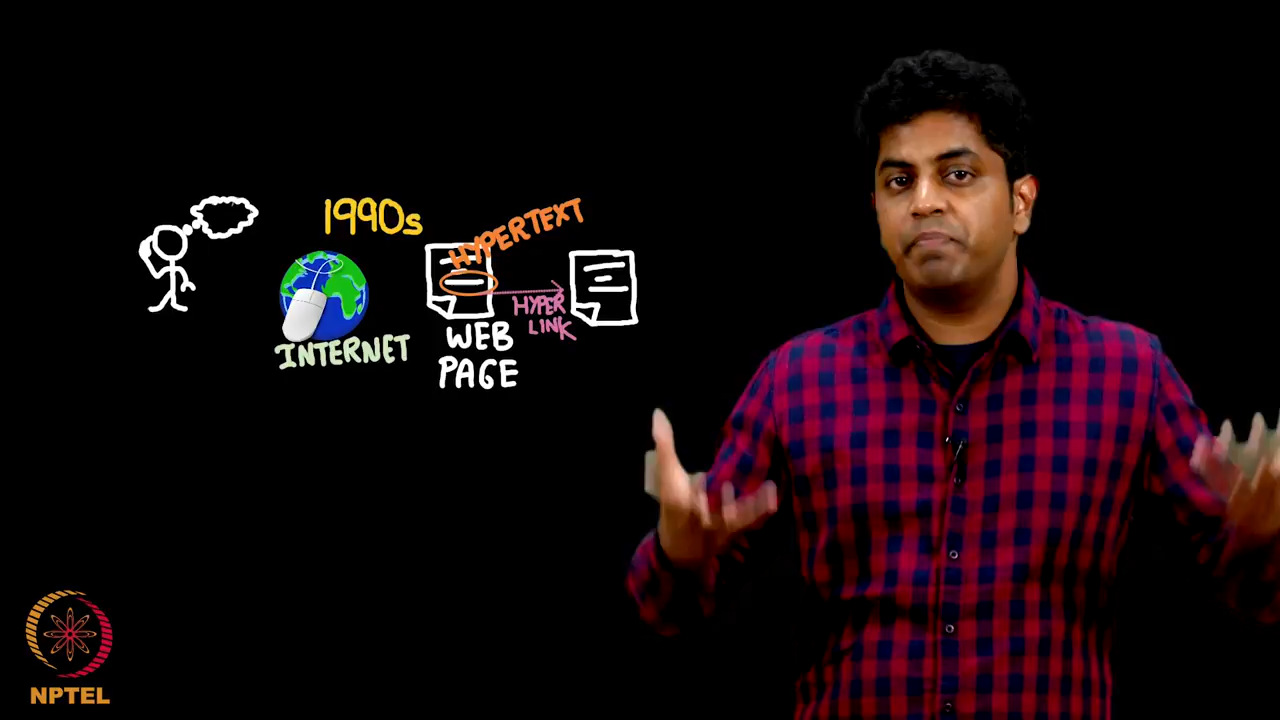 1990s
HYPERTEXT
HYPER
LINK
INTERNET
WEB
PAGE
NPTEL